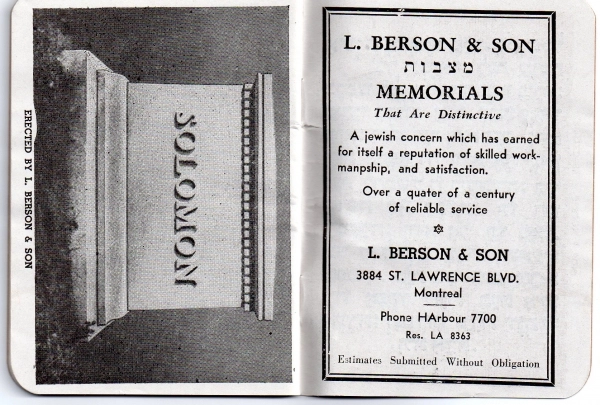 SOLOMON
ERECTED BY L. BERSON & SON
L. BERSON & SON
מצבות
MEMORIALS
That Are Distinctive
A jewish concern which has earned
for itself a reputation of skilled work-
manpship, and satisfaction.
Over a quater of a century
of reliable service
L. BERSON & SON
3884 ST. LAWRENCE BLVD.
Montreal
Phone HArbour 7700
Res. LA 8363
Estimates Submitted Without Obligation